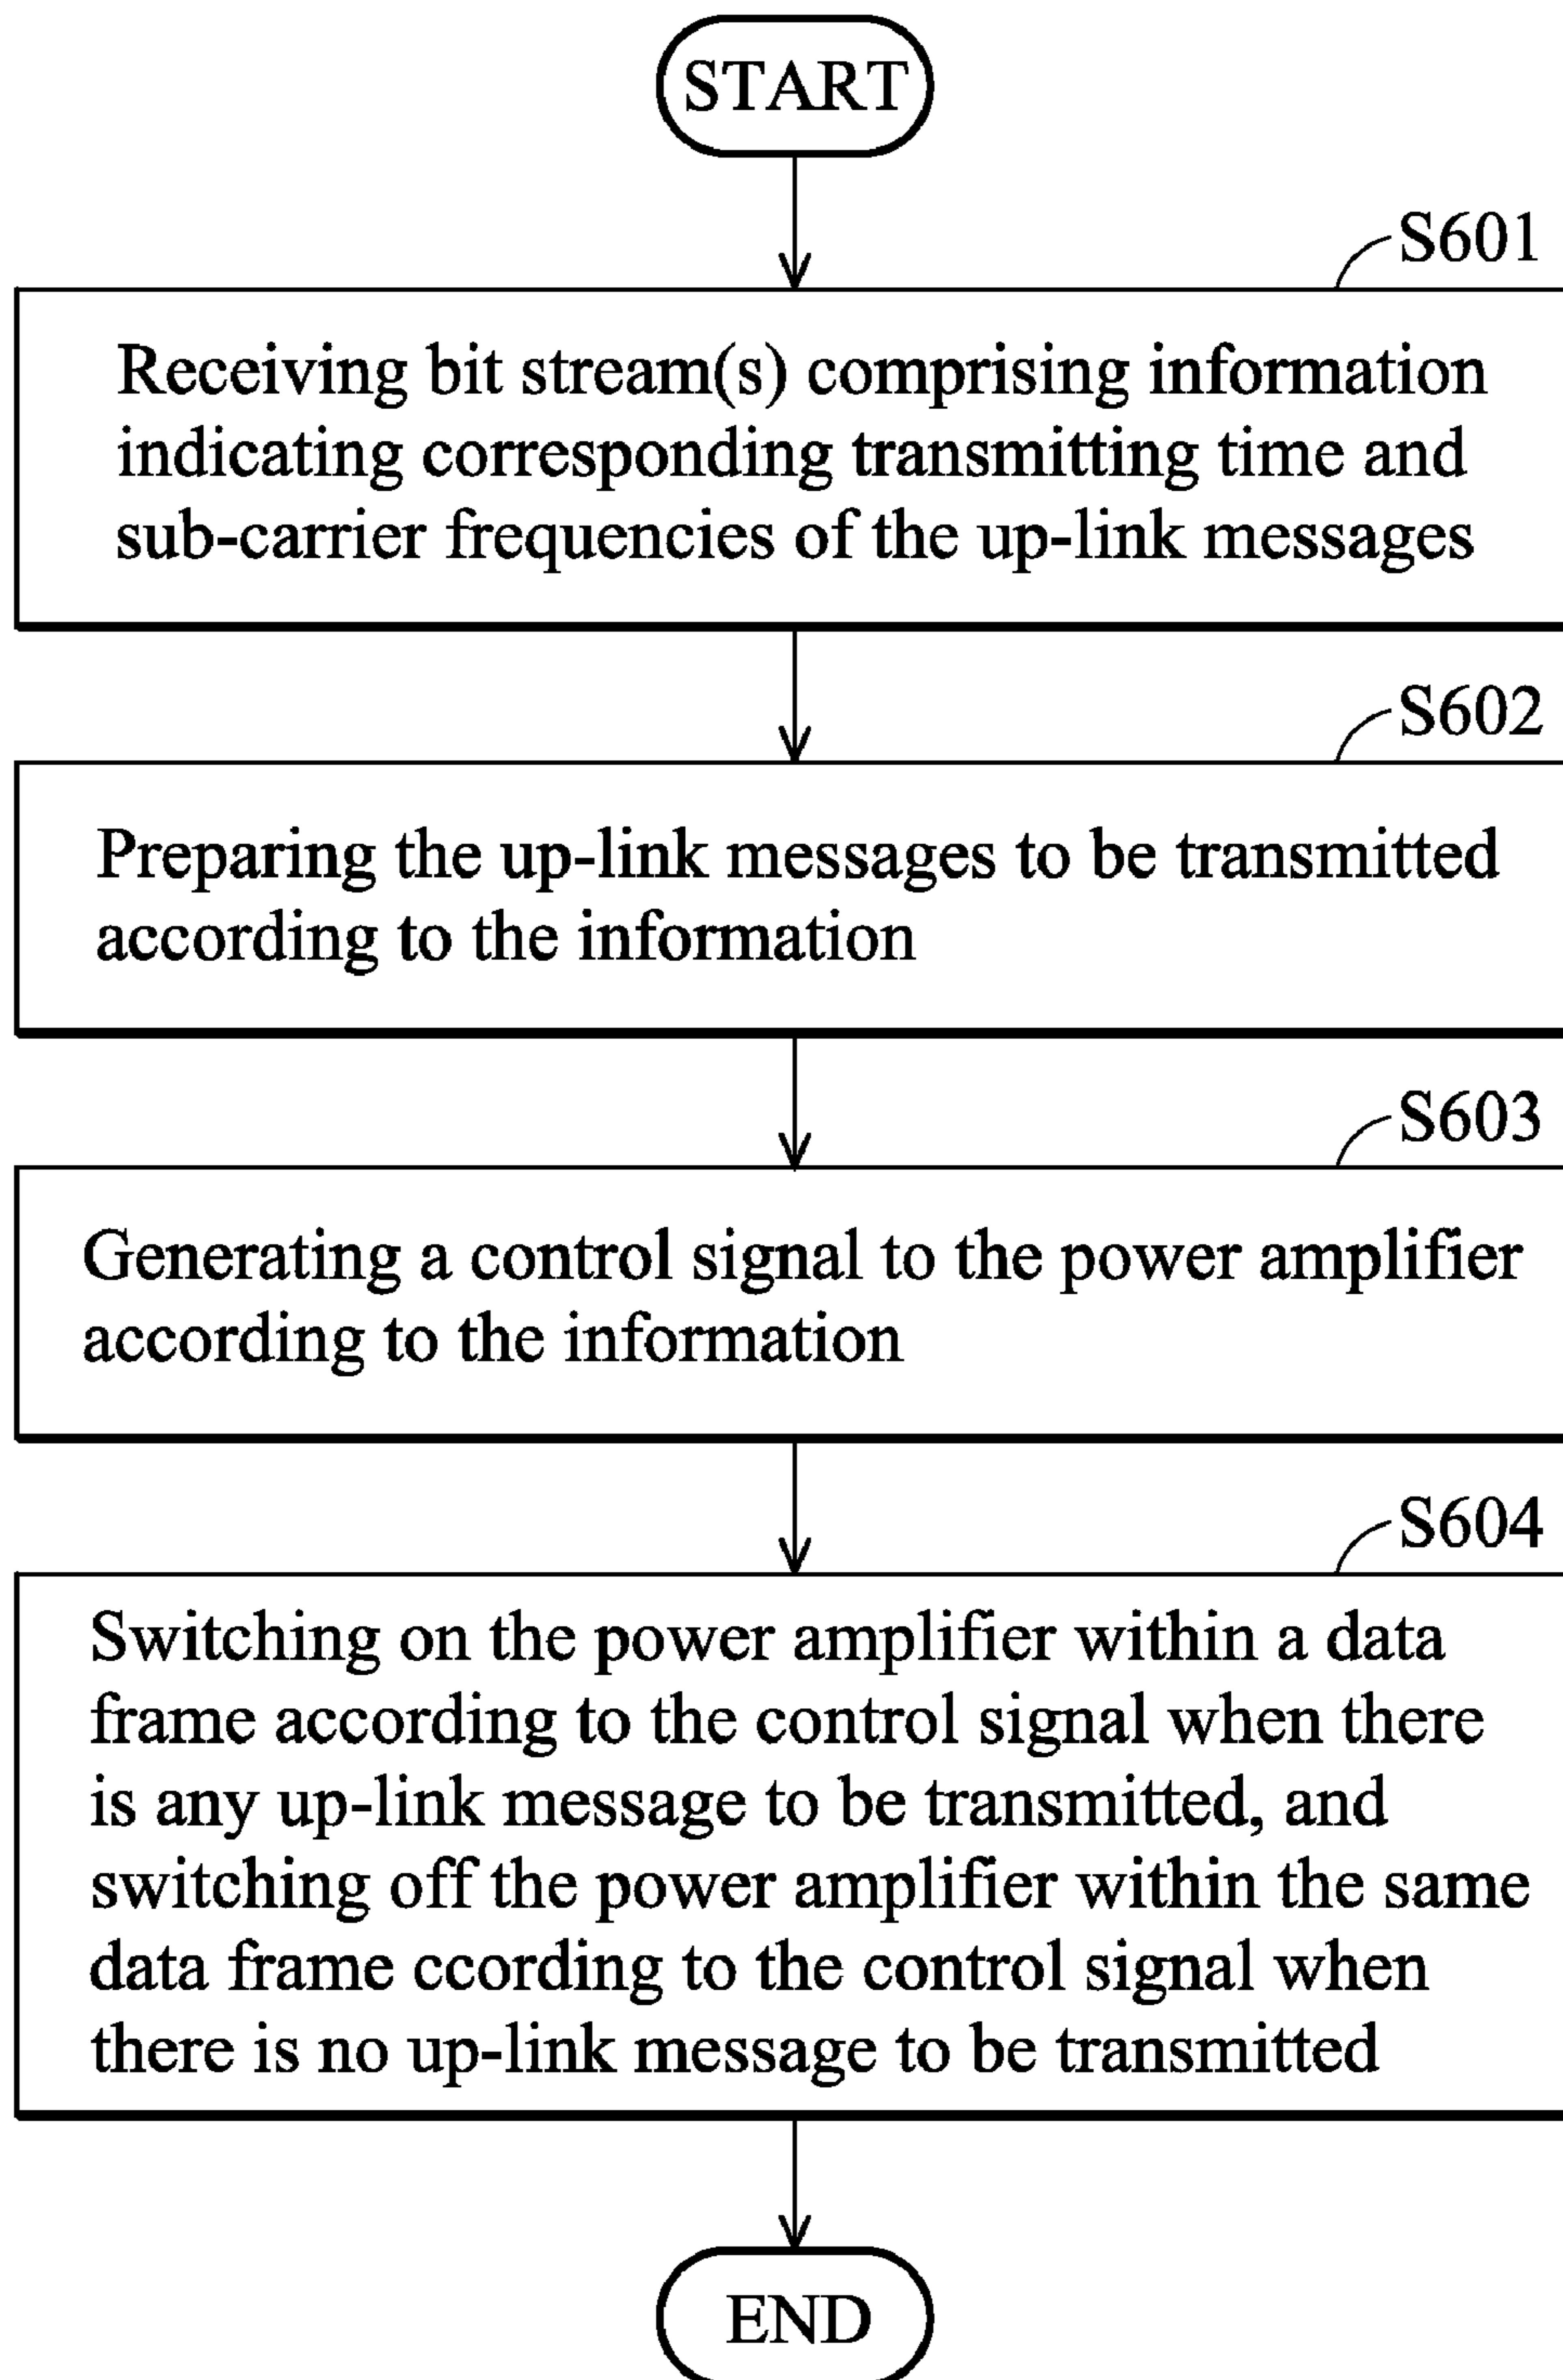 START
S601
Receiving bit stream(s) comprising information
indicating corresponding transmitting time and
sub-carrier frequencies of the up-link messages
S602
Preparing the up-link messages to be transmitted
according to the information
S603
Generating a control signal to the power amplifier
according to the information
S604
Switching on the power amplifier within a data
frame according to the control signal when there
is any up-link message to be transmitted, and
switching off the power amplifier within the same
data frame ccording to the control signal when
there is no up-link message to be transmitted
END